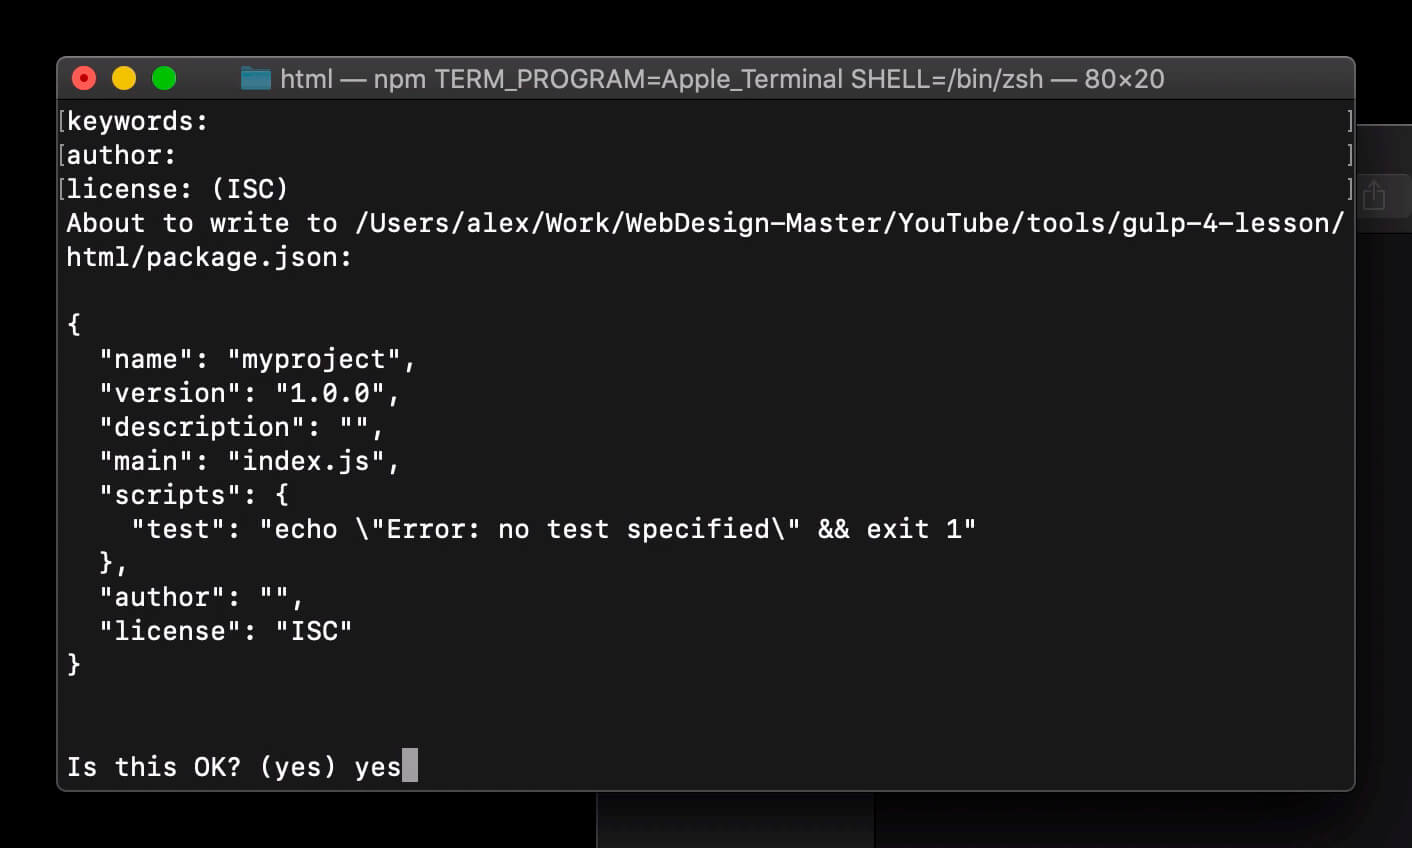 html — npm TERM_PROGRAM=Apple_Terminal SHELL=/bin/zsh — 80×20
[keywords: ]
[author: ]
[license: (ISC) ]
About to write to /Users/alex/Work/WebDesign-Master/YouTube/tools/gulp-4-lesson/
html/package.json:
{
  "name": "myproject",
  "version": "1.0.0",
  "description": "",
  "main": "index.js",
  "scripts": {
    "test": "echo \"Error: no test specified\" && exit 1"
  },
  "author": "",
  "license": "ISC"
}
Is this OK? (yes) yes